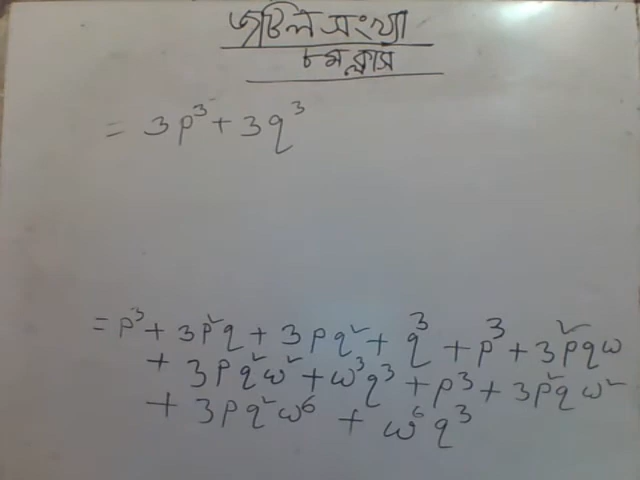 জটিল সংখ্যা
৮ম ক্লাস
= 3p³ + 3q³
= p³ + 3p²q + 3pq² + q³ + p³ + 3p²qω
+ 3pq²ω² + ω³q³ + p³ + 3p²qω²
+ 3pq²ω⁶ + ω⁶q³